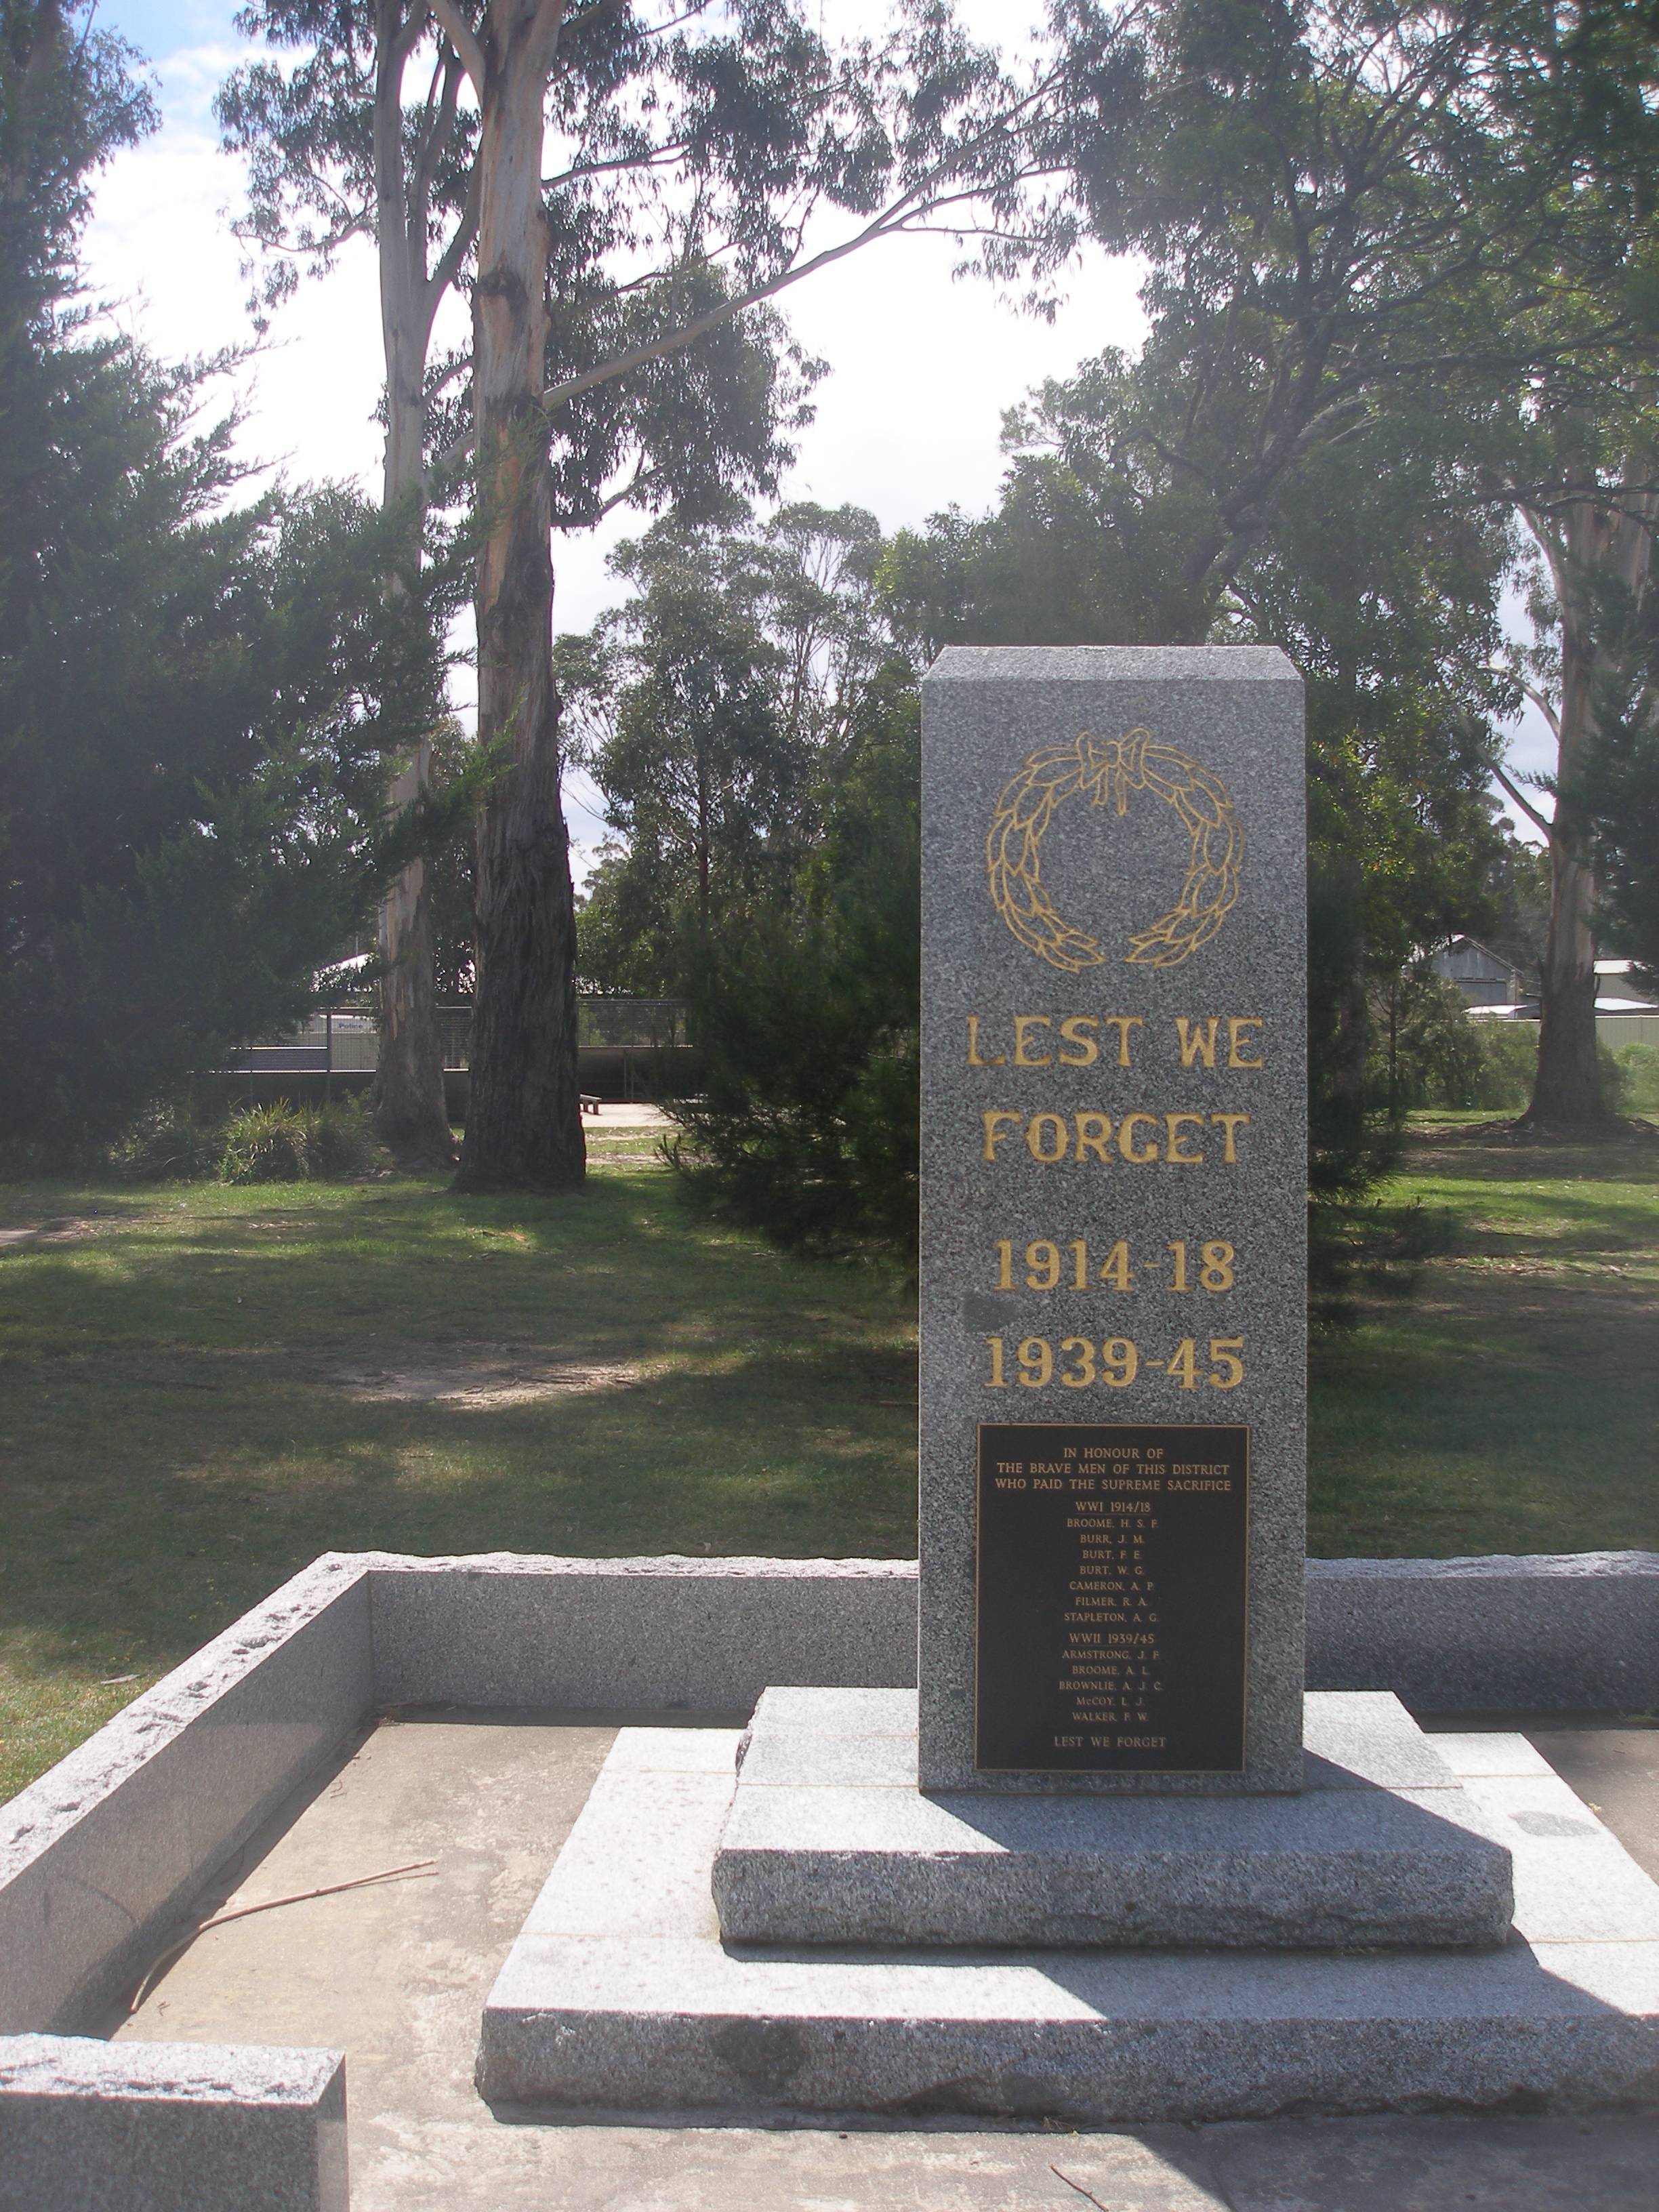 LEST WE
FORGET
1914-18
1939-45
IN HONOUR OF
THE BRAVE MEN OF THIS DISTRICT
WHO PAID THE SUPREME SACRIFICE
WWI 1914/18
BROOME, H. S. F.
BURR, J. M.
BURT, F. E.
BURT, W. G.
CAMERON, A. P.
FILMER, R. A.
STAPLETON, A. G.
WWII 1939/45
ARMSTRONG, J. F.
BROOME, A. L.
BROWNLIE, A. J. C.
McCOY, L. J.
WALKER, F. W.
LEST WE FORGET
Police